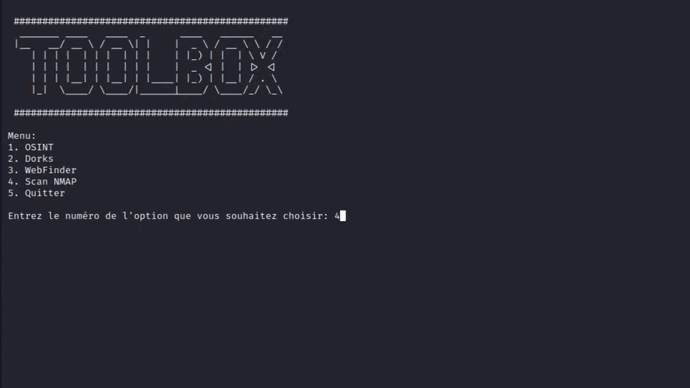 ################################################
TOOLBOX
################################################
Menu:
1. OSINT
2. Dorks
3. WebFinder
4. Scan NMAP
5. Quitter
Entrez le numéro de l'option que vous souhaitez choisir: 4